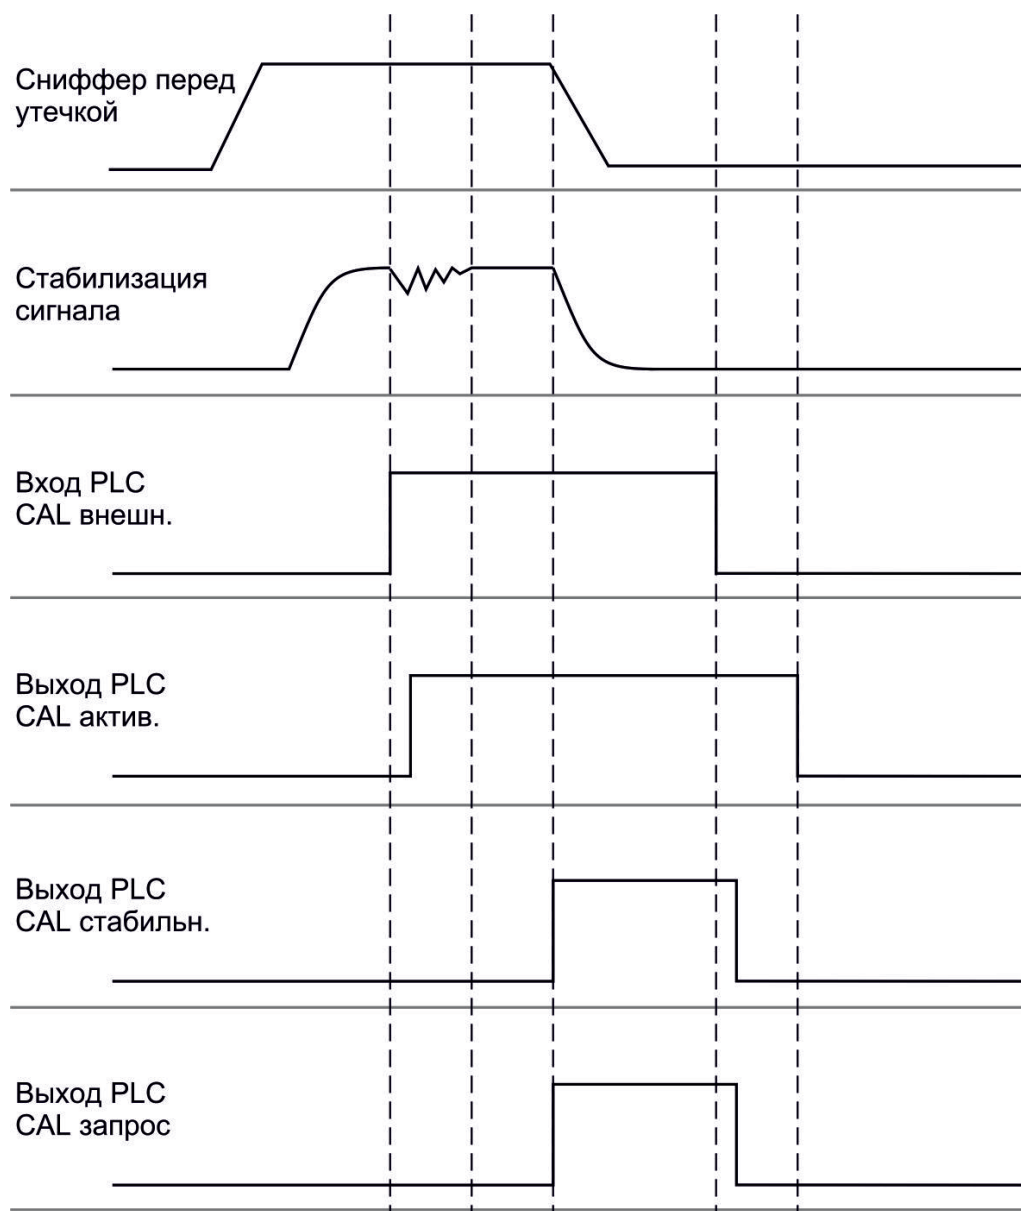 Сниффер перед
утечкой
Стабилизация
сигнала
Вход PLC
CAL внешн.
Выход PLC
CAL актив.
Выход PLC
CAL стабильн.
Выход PLC
CAL запрос